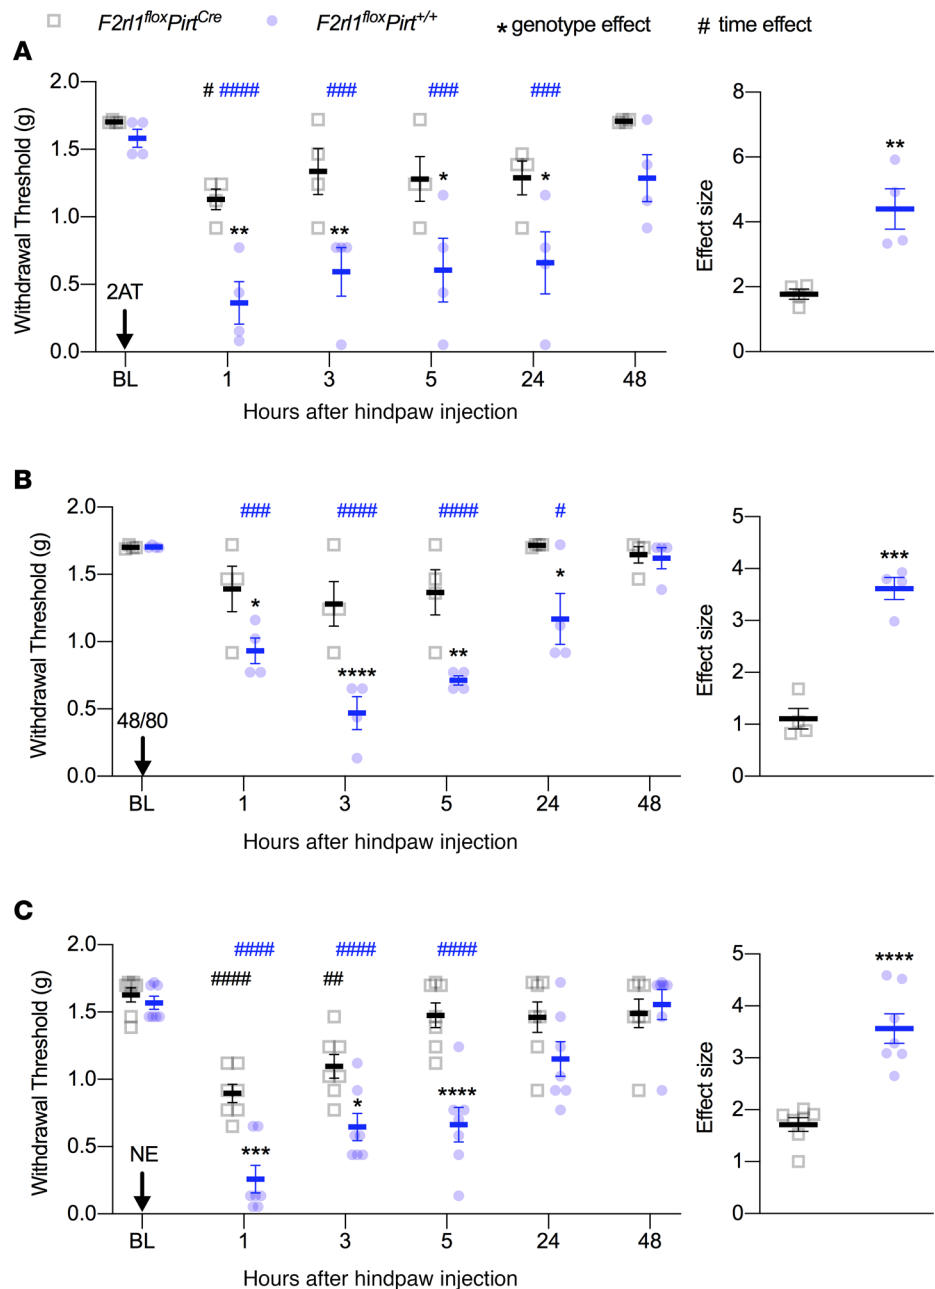 F2rl1floxPirtCre F2rl1floxPirt+/+ * genotype effect # time effect
A
# #### ### ### ###
2.0
1.5
1.0
0.5
0.0
Withdrawal Threshold (g)
2AT
** ** * *
BL 1 3 5 24 48
Hours after hindpaw injection
8
6
4
2
0
Effect size
**
B
### #### #### #
2.0
1.5
1.0
0.5
0.0
Withdrawal Threshold (g)
48/80
* **** ** *
BL 1 3 5 24 48
Hours after hindpaw injection
5
4
3
2
1
0
Effect size
***
C
#### #### ####
#### ##
2.0
1.5
1.0
0.5
0.0
Withdrawal Threshold (g)
NE
*** * ****
BL 1 3 5 24 48
Hours after hindpaw injection
5
4
3
2
1
0
Effect size
****